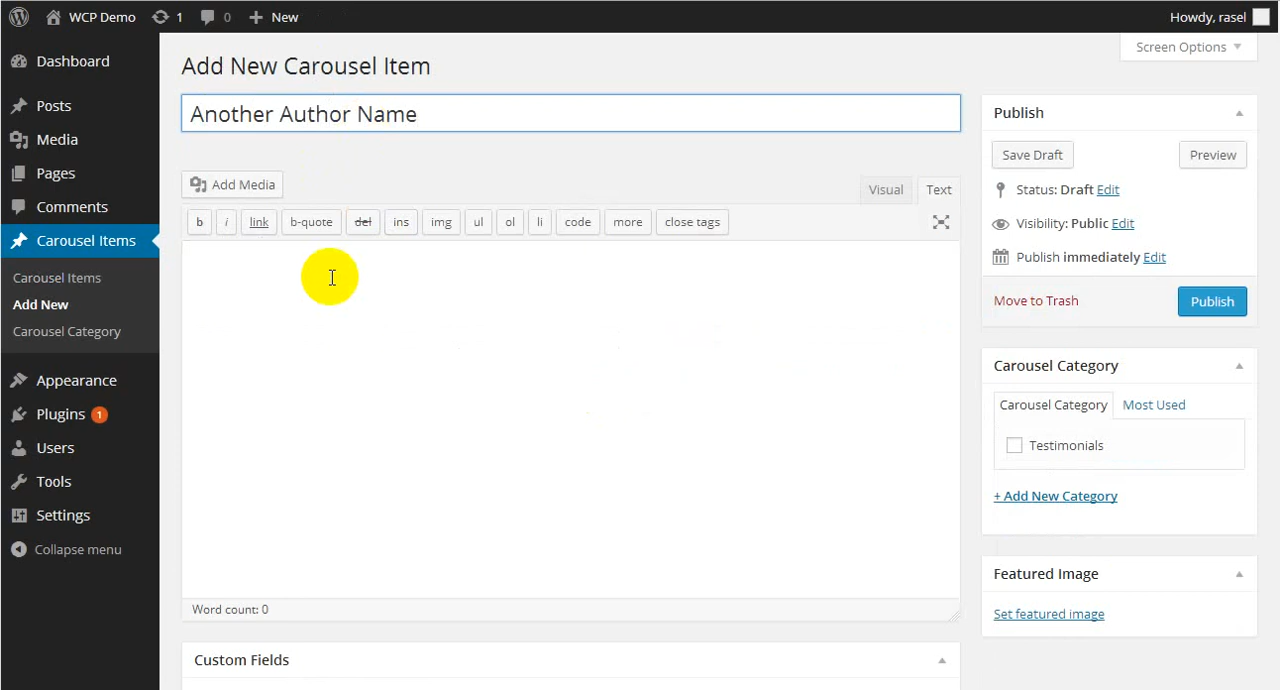 WCP Demo 1 0 New Howdy, rasel
Screen Options
Dashboard
Posts
Media
Pages
Comments
Carousel Items
Carousel Items
Add New
Carousel Category
Appearance
Plugins 1
Users
Tools
Settings
Collapse menu
Add New Carousel Item
Another Author Name
Add Media
Visual Text
b i link b-quote del ins img ul ol li code more close tags
Word count: 0
Custom Fields
Publish
Save Draft Preview
Status: Draft Edit
Visibility: Public Edit
Publish immediately Edit
Move to Trash Publish
Carousel Category
Carousel Category Most Used
Testimonials
+ Add New Category
Featured Image
Set featured image